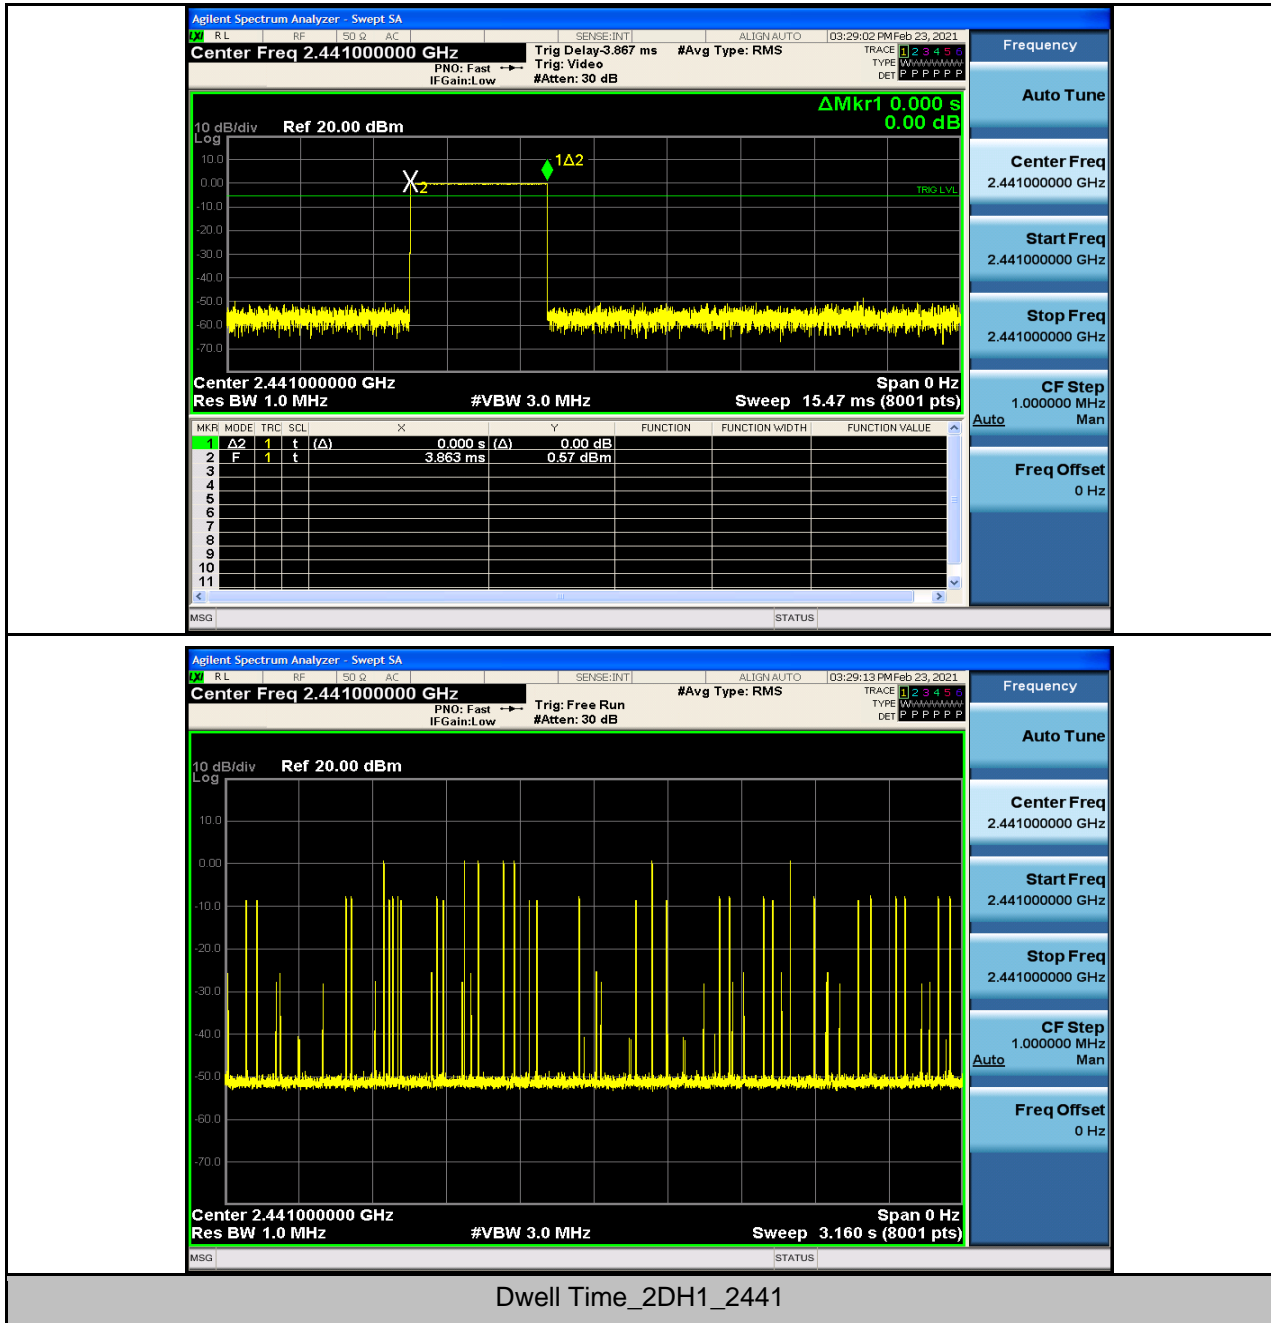 Agilent Spectrum Analyzer - Swept SA
LXI RL RF 50 Ω AC SENSE:INT ALIGN AUTO 03:29:02 PM Feb 23, 2021
Center Freq 2.441000000 GHz
PNO: Fast
IFGain:Low
Trig Delay-3.867 ms
Trig: Video
#Atten: 30 dB
#Avg Type: RMS
TRACE 1 2 3 4 5 6
TYPE WWWWWW
DET P P P P P P
ΔMkr1 0.000 s
0.00 dB
10 dB/div Ref 20.00 dBm
Log
10.0
0.00
-10.0
-20.0
-30.0
-40.0
-50.0
-60.0
-70.0
X2
1Δ2
TRIG LVL
Center 2.441000000 GHz Span 0 Hz
Res BW 1.0 MHz #VBW 3.0 MHz Sweep 15.47 ms (8001 pts)
MKR MODE TRC SCL X Y FUNCTION FUNCTION WIDTH FUNCTION VALUE
1 Δ2 1 t (Δ) 0.000 s (Δ) 0.00 dB
2 F 1 t 3.863 ms 0.57 dBm
3
4
5
6
7
8
9
10
11
MSG STATUS
Frequency
Auto Tune
Center Freq
2.441000000 GHz
Start Freq
2.441000000 GHz
Stop Freq
2.441000000 GHz
CF Step
1.000000 MHz
Auto Man
Freq Offset
0 Hz
Agilent Spectrum Analyzer - Swept SA
LXI RL RF 50 Ω AC SENSE:INT ALIGN AUTO 03:29:13 PM Feb 23, 2021
Center Freq 2.441000000 GHz
PNO: Fast
IFGain:Low
Trig: Free Run
#Atten: 30 dB
#Avg Type: RMS
TRACE 1 2 3 4 5 6
TYPE WWWWWW
DET P P P P P P
10 dB/div Ref 20.00 dBm
Log
10.0
0.00
-10.0
-20.0
-30.0
-40.0
-50.0
-60.0
-70.0
Center 2.441000000 GHz Span 0 Hz
Res BW 1.0 MHz #VBW 3.0 MHz Sweep 3.160 s (8001 pts)
MSG STATUS
Frequency
Auto Tune
Center Freq
2.441000000 GHz
Start Freq
2.441000000 GHz
Stop Freq
2.441000000 GHz
CF Step
1.000000 MHz
Auto Man
Freq Offset
0 Hz
Dwell Time_2DH1_2441